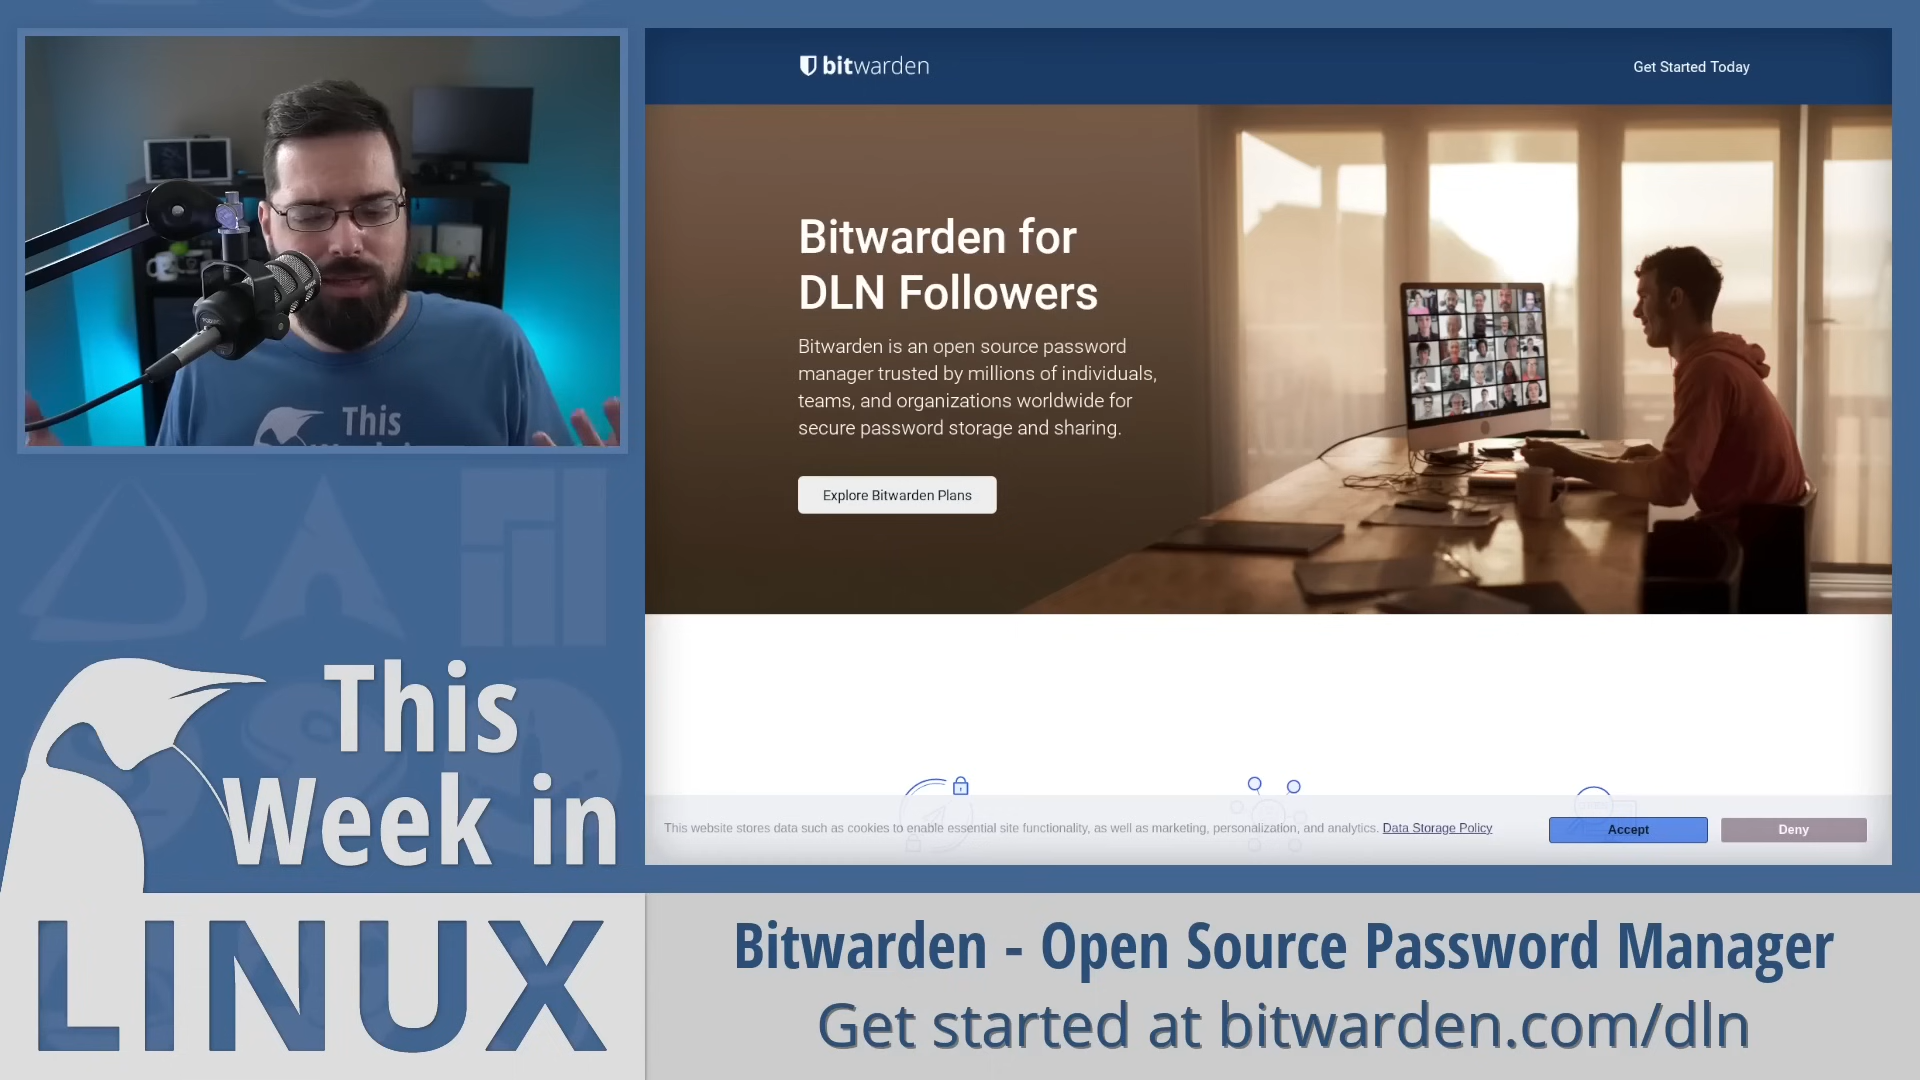 bitwarden
Get Started Today
Bitwarden for
DLN Followers
Bitwarden is an open source password
manager trusted by millions of individuals,
teams, and organizations worldwide for
secure password storage and sharing.
Explore Bitwarden Plans
This website stores data such as cookies to enable essential site functionality, as well as marketing, personalization, and analytics. Data Storage Policy
Accept
Deny
This
This
Week in
LINUX
Bitwarden - Open Source Password Manager
Get started at bitwarden.com/dln